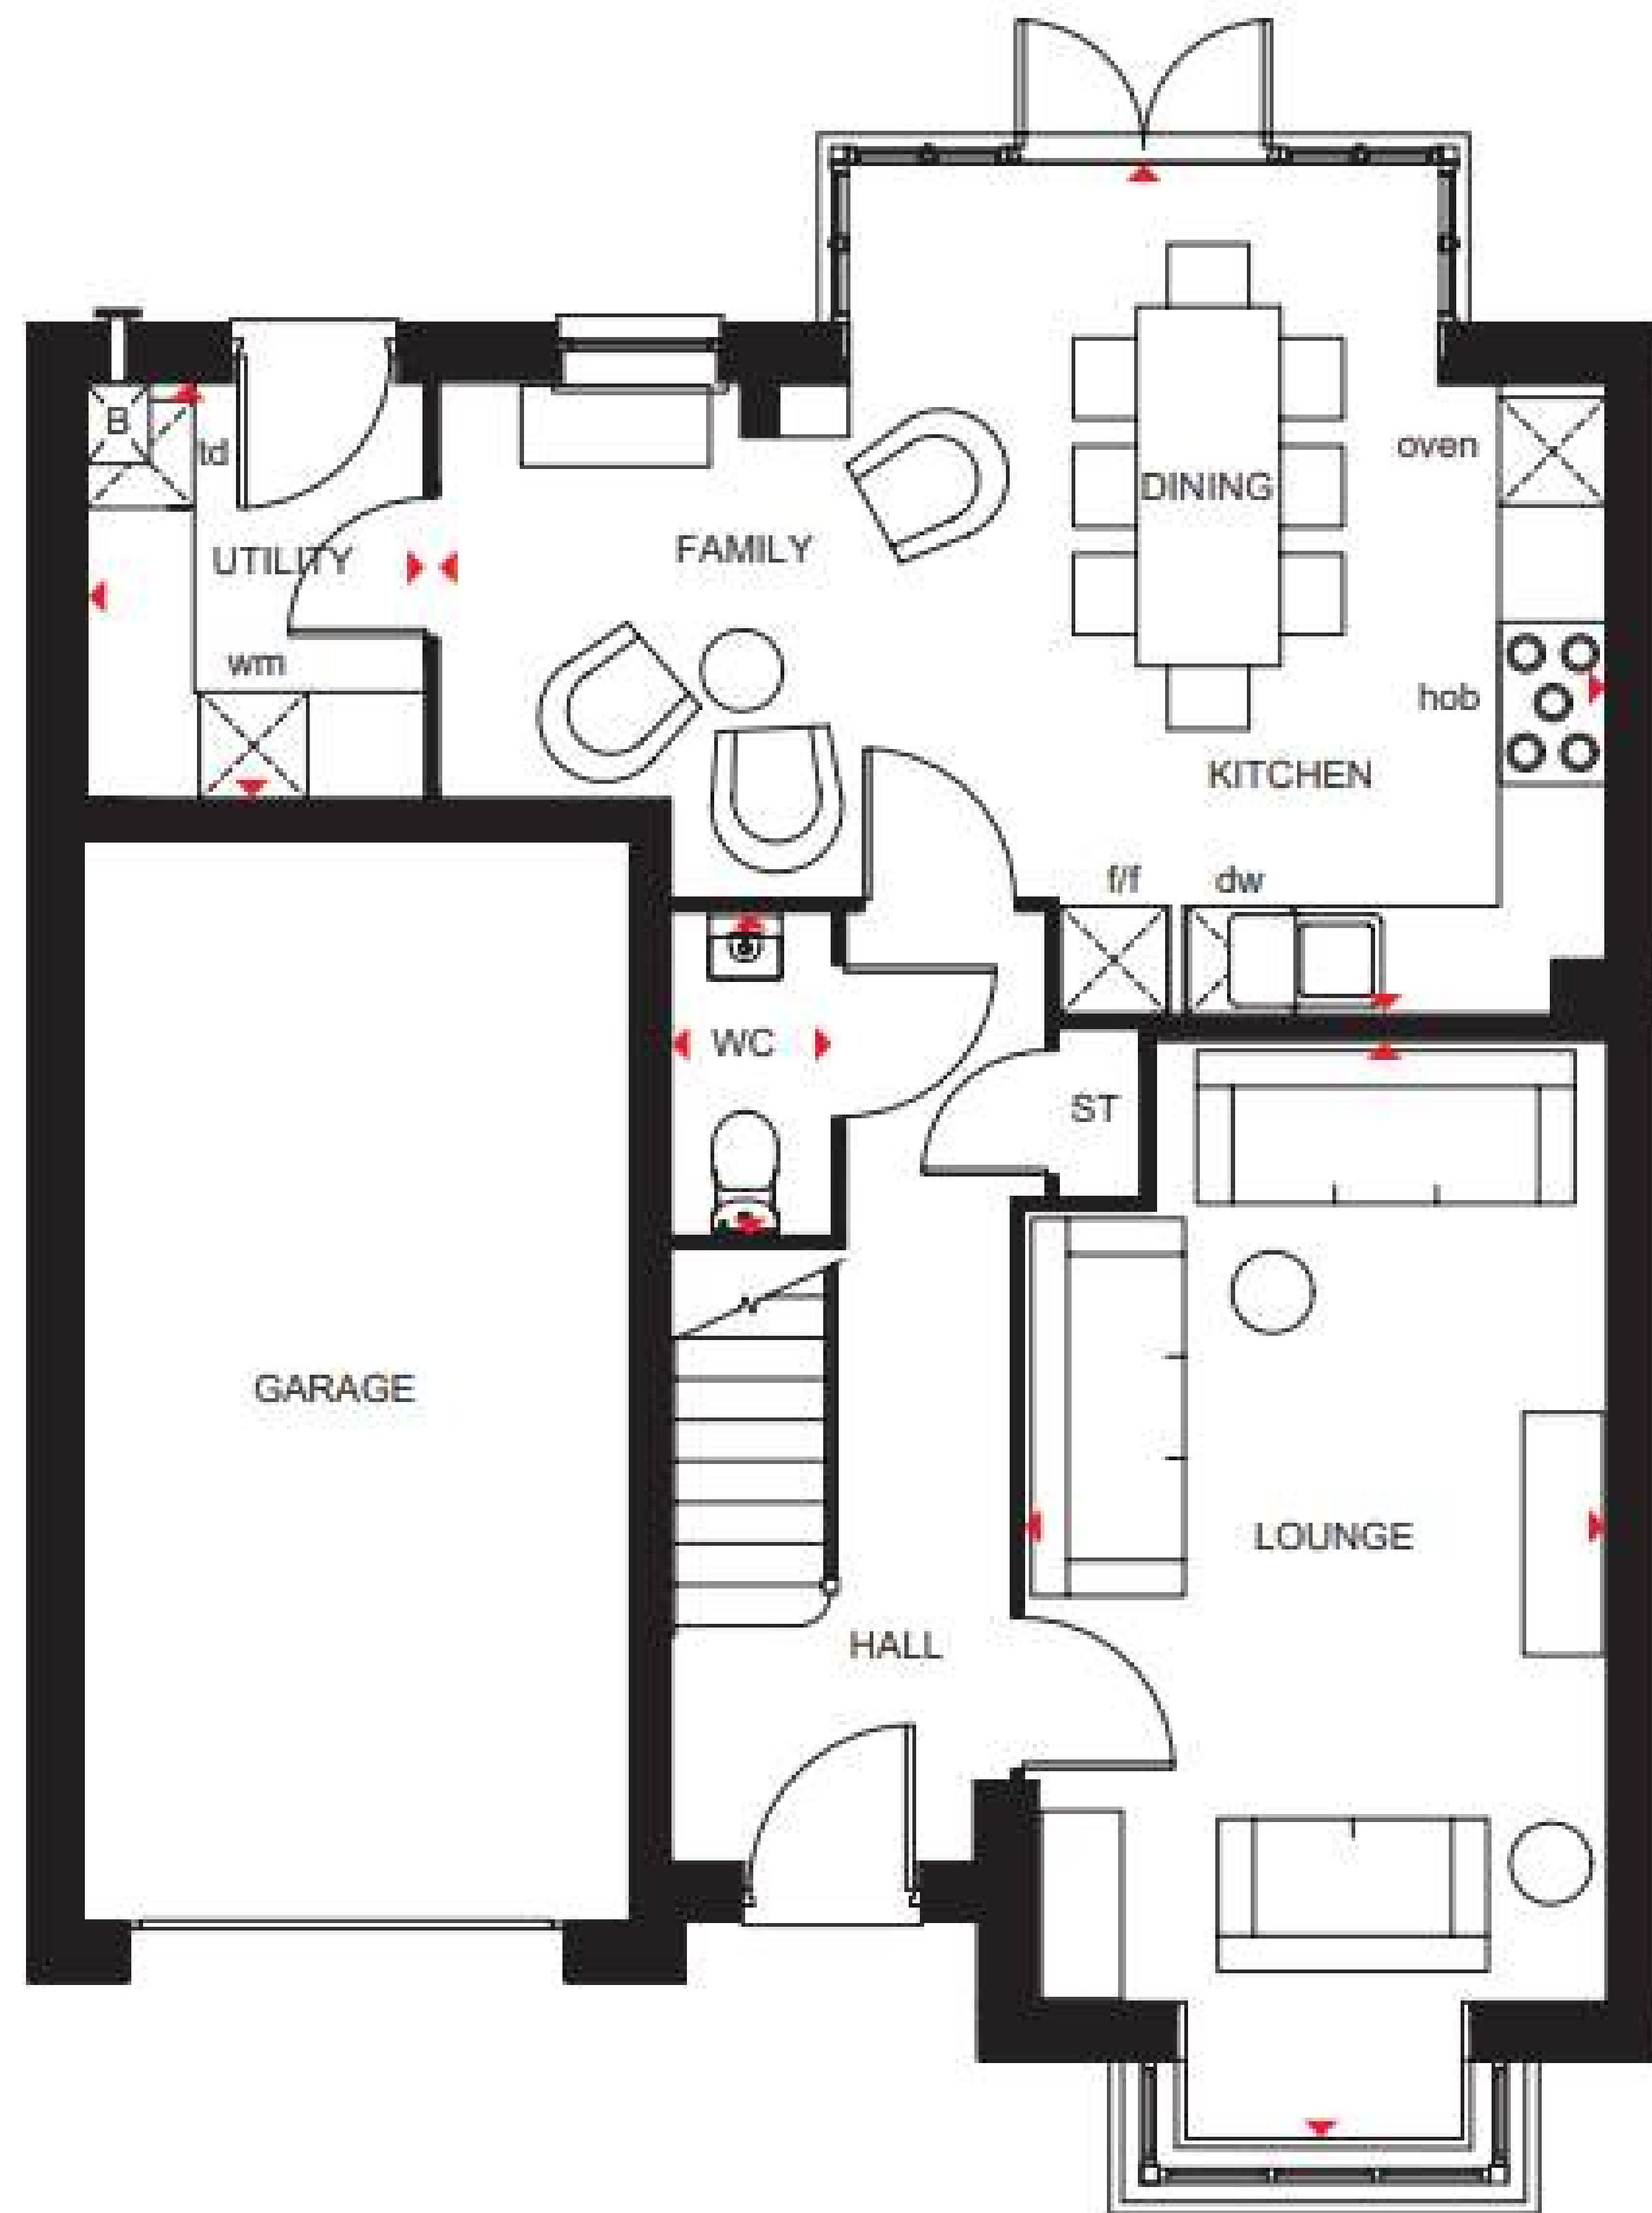 B
td
oven
DINING
FAMILY
UTILITY
wm
hob
KITCHEN
f/f
dw
WC
ST
GARAGE
LOUNGE
HALL